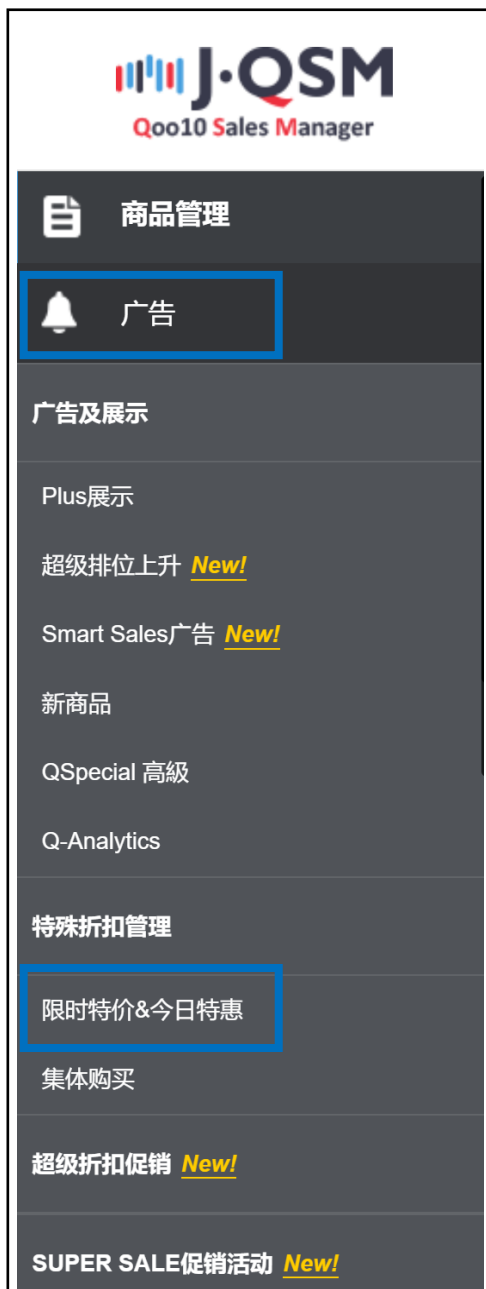 J·QSM
Qoo10 Sales Manager
商品管理
广告
广告及展示
Plus展示
超级排位上升 New!
Smart Sales广告 New!
新商品
QSpecial 高級
Q-Analytics
特殊折扣管理
限时特价&今日特惠
集体购买
超级折扣促销 New!
SUPER SALE促销活动 New!